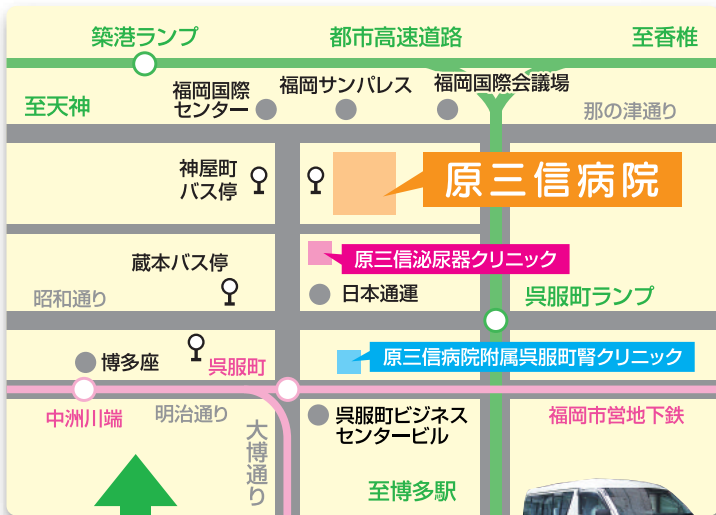 築港ランプ
都市高速道路
至香椎
福岡国際
センター
福岡サンパレス
福岡国際会議場
至天神
那の津通り
神屋町
バス停
原三信病院
蔵本バス停
原三信泌尿器クリニック
日本通運
昭和通り
呉服町ランプ
博多座
呉服町
原三信病院附属呉服町腎クリニック
中洲川端
明治通り
大博通り
呉服町ビジネス
センタービル
福岡市営地下鉄
至博多駅